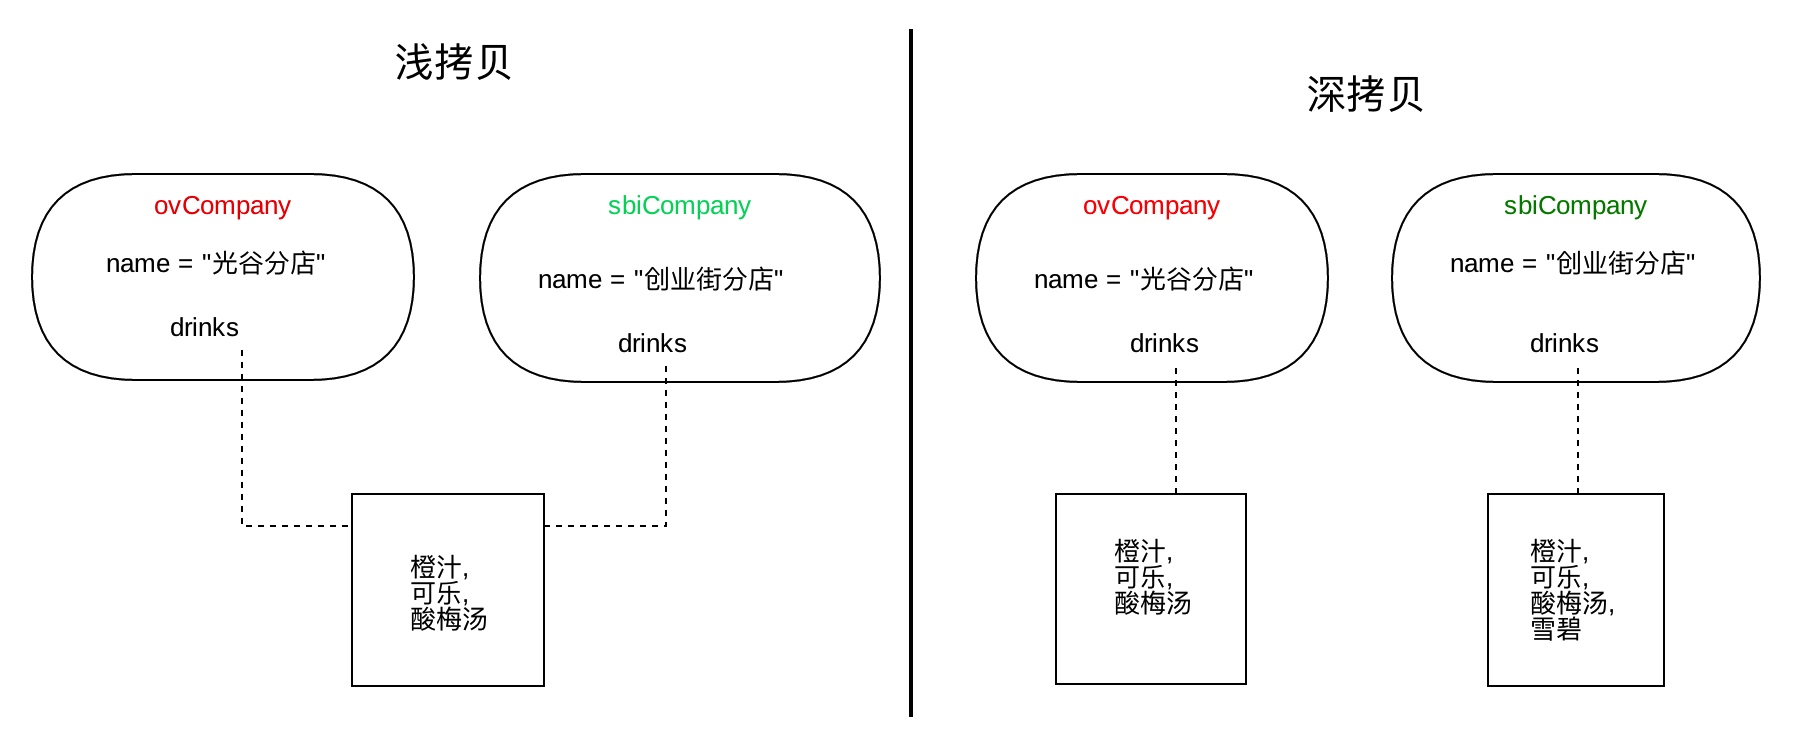 浅拷贝
ovCompany
name = "光谷分店"
drinks
sbiCompany
name = "创业街分店"
drinks
橙汁,
可乐,
酸梅汤
深拷贝
ovCompany
name = "光谷分店"
drinks
sbiCompany
name = "创业街分店"
drinks
橙汁,
可乐,
酸梅汤
橙汁,
可乐,
酸梅汤,
雪碧